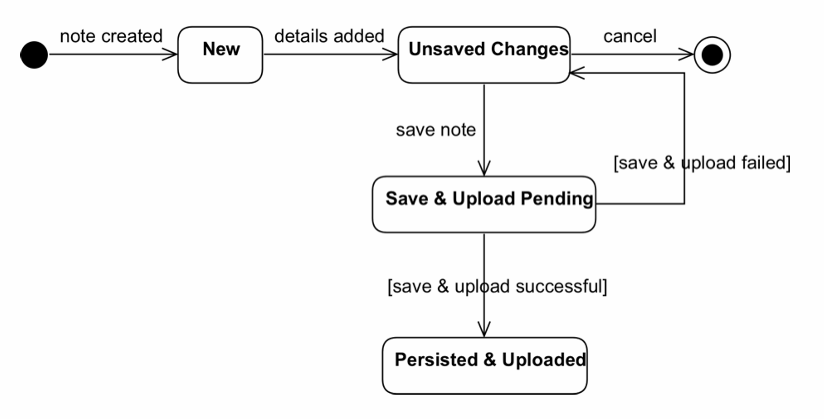 note created
New
details added
Unsaved Changes
cancel
save note
[save & upload failed]
Save & Upload Pending
[save & upload successful]
Persisted & Uploaded